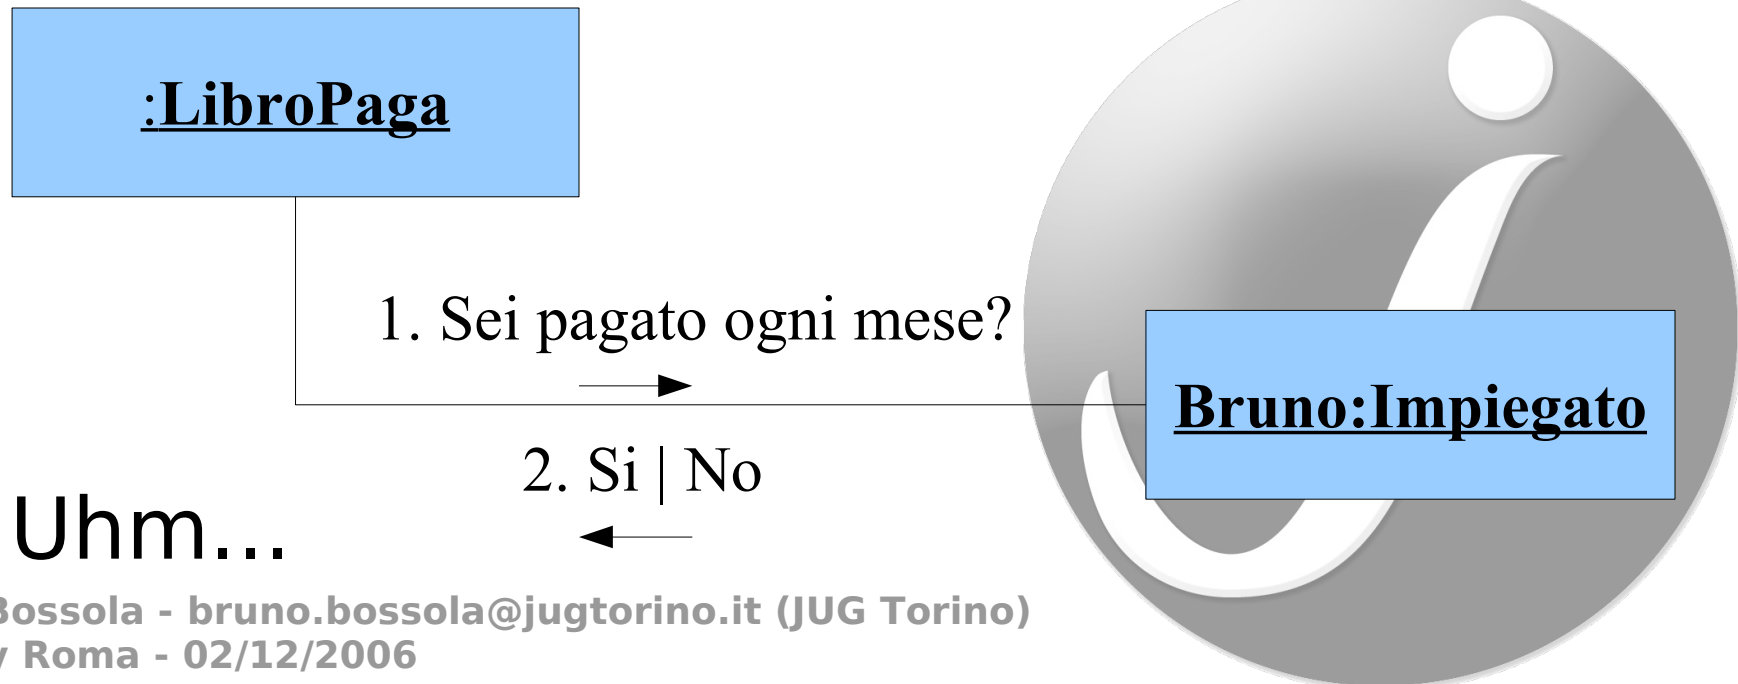 :LibroPaga
1. Sei pagato ogni mese?
Bruno:Impiegato
2. Si | No
Uhm...
Bossola - bruno.bossola@jugtorino.it (JUG Torino)
Roma - 02/12/2006